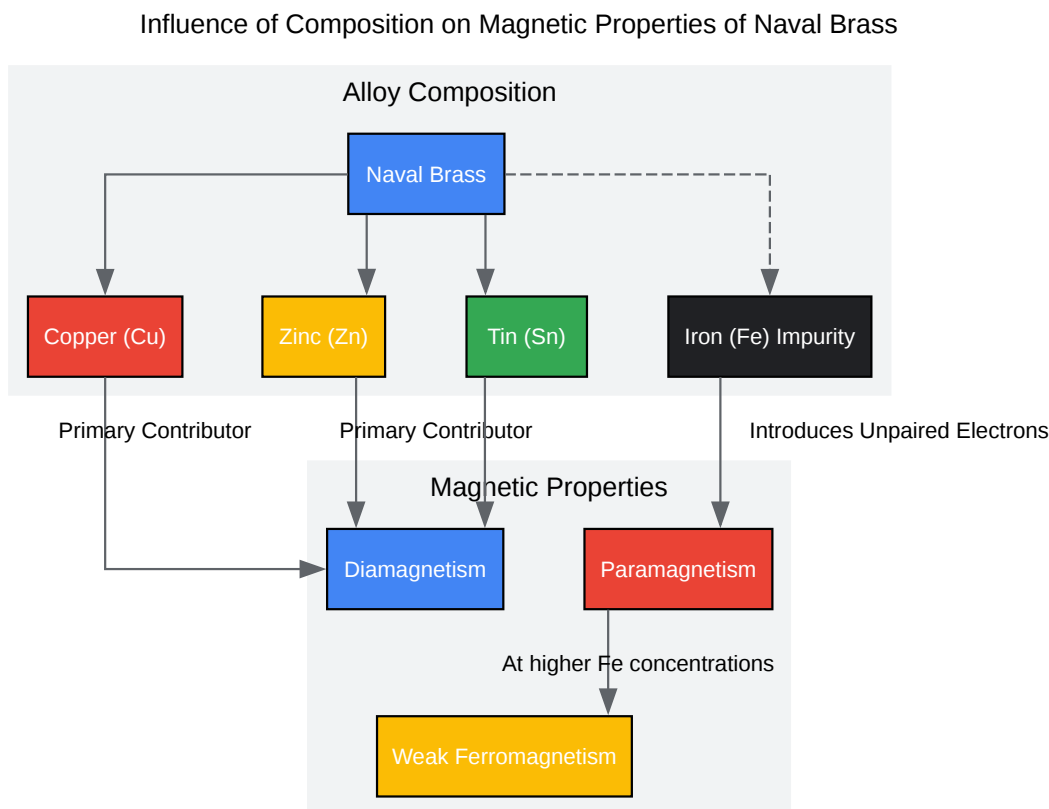 Influence of Composition on Magnetic Properties of Naval Brass
Alloy Composition
Naval Brass
Copper (Cu)
Zinc (Zn)
Tin (Sn)
Iron (Fe) Impurity
Primary Contributor
Primary Contributor
Introduces Unpaired Electrons
Magnetic Properties
Diamagnetism
Paramagnetism
At higher Fe concentrations
Weak Ferromagnetism